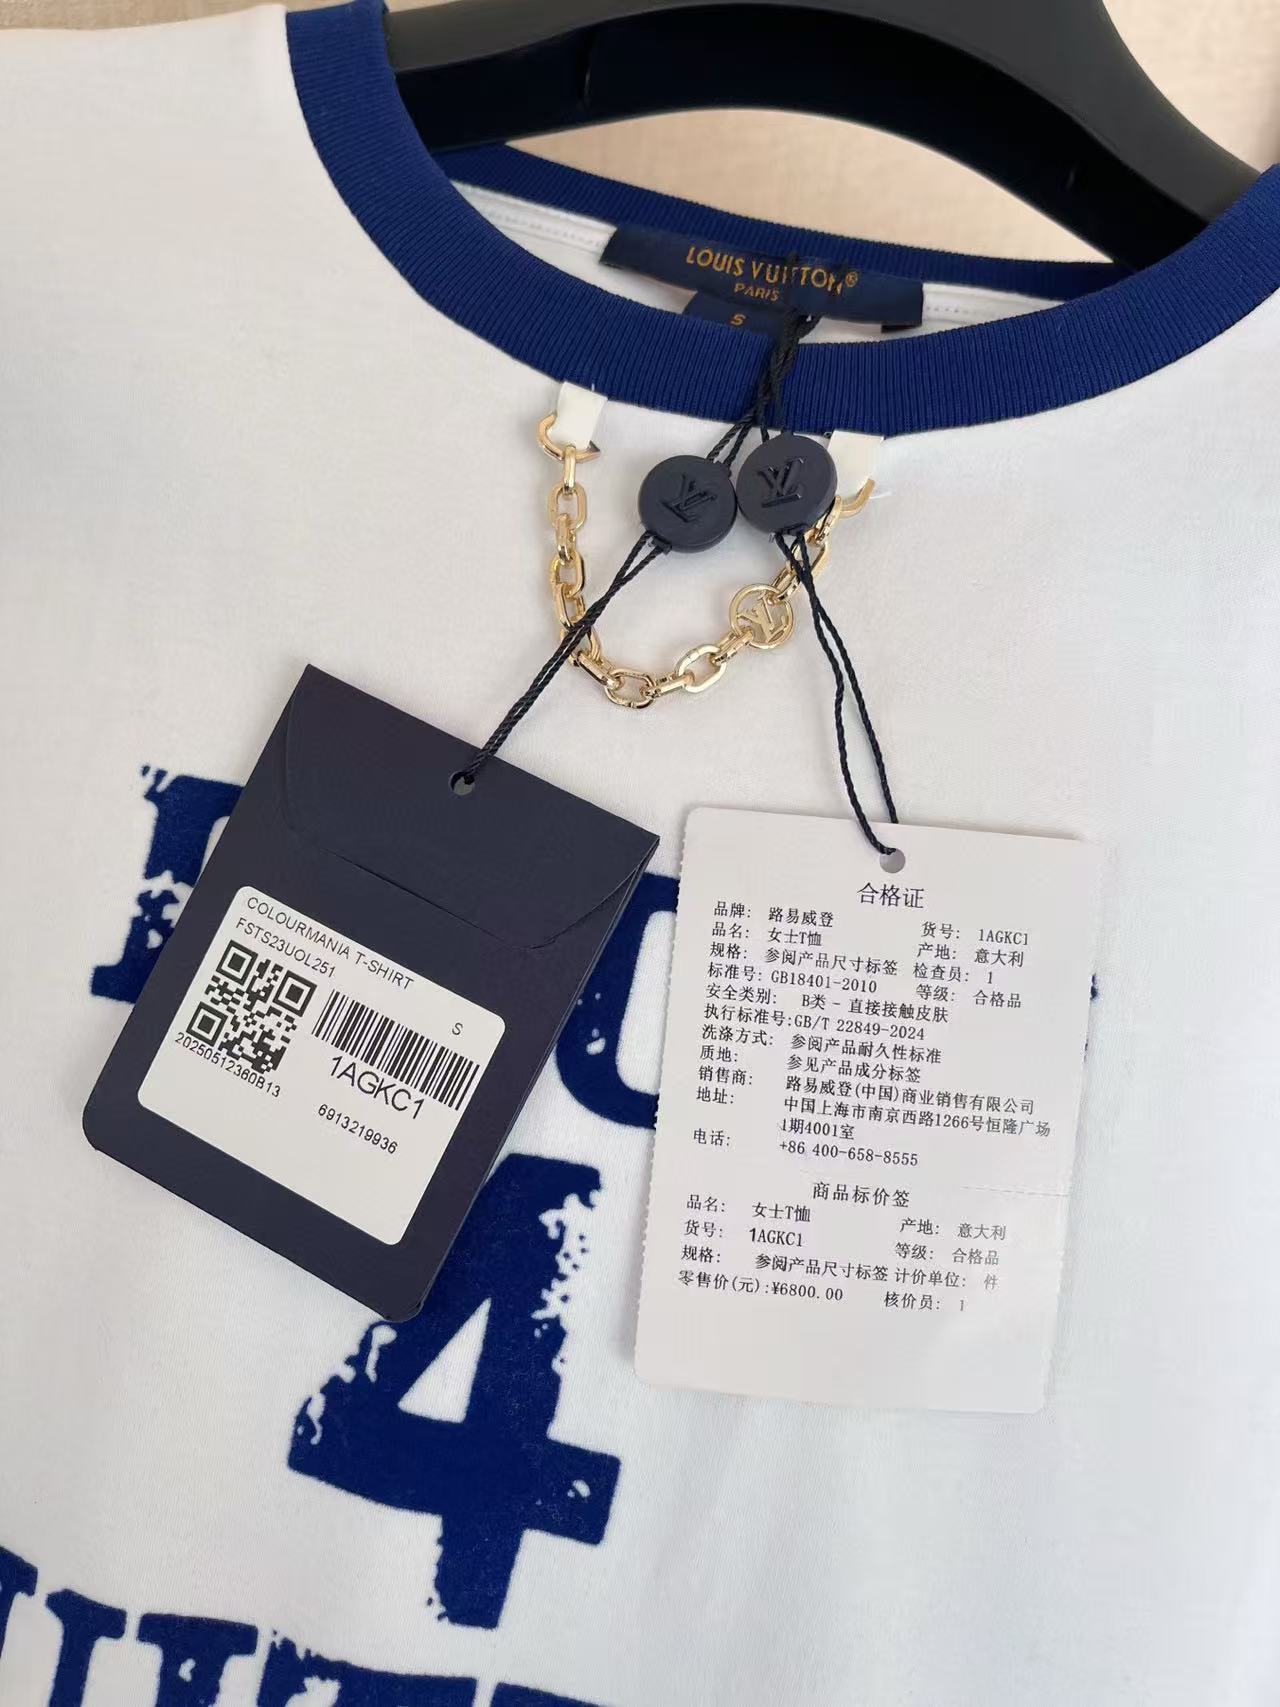 LOUIS VUITTON®
PARIS
S
COLOURMANIA T-SHIRT
FSTS23UOL251
S
1AGKC1
20250512360B13
6913219936
合格证
品牌: 路易威登 货号: 1AGKC1
品名: 女士T恤 产地: 意大利
规格: 参阅产品尺寸标签 检查员: 1
标准号: GB18401-2010 等级: 合格品
安全类别: B类 - 直接接触皮肤
执行标准号:GB/T 22849-2024
洗涤方式: 参阅产品耐久性标准
质地: 参见产品成分标签
销售商: 路易威登(中国)商业销售有限公司
地址: 中国上海市南京西路1266号恒隆广场
1期4001室
电话: +86 400-658-8555
商品标价签
品名: 女士T恤 产地: 意大利
货号: 1AGKC1 等级: 合格品
规格: 参阅产品尺寸标签 计价单位: 件
零售价(元):¥6800.00 核价员: 1
4